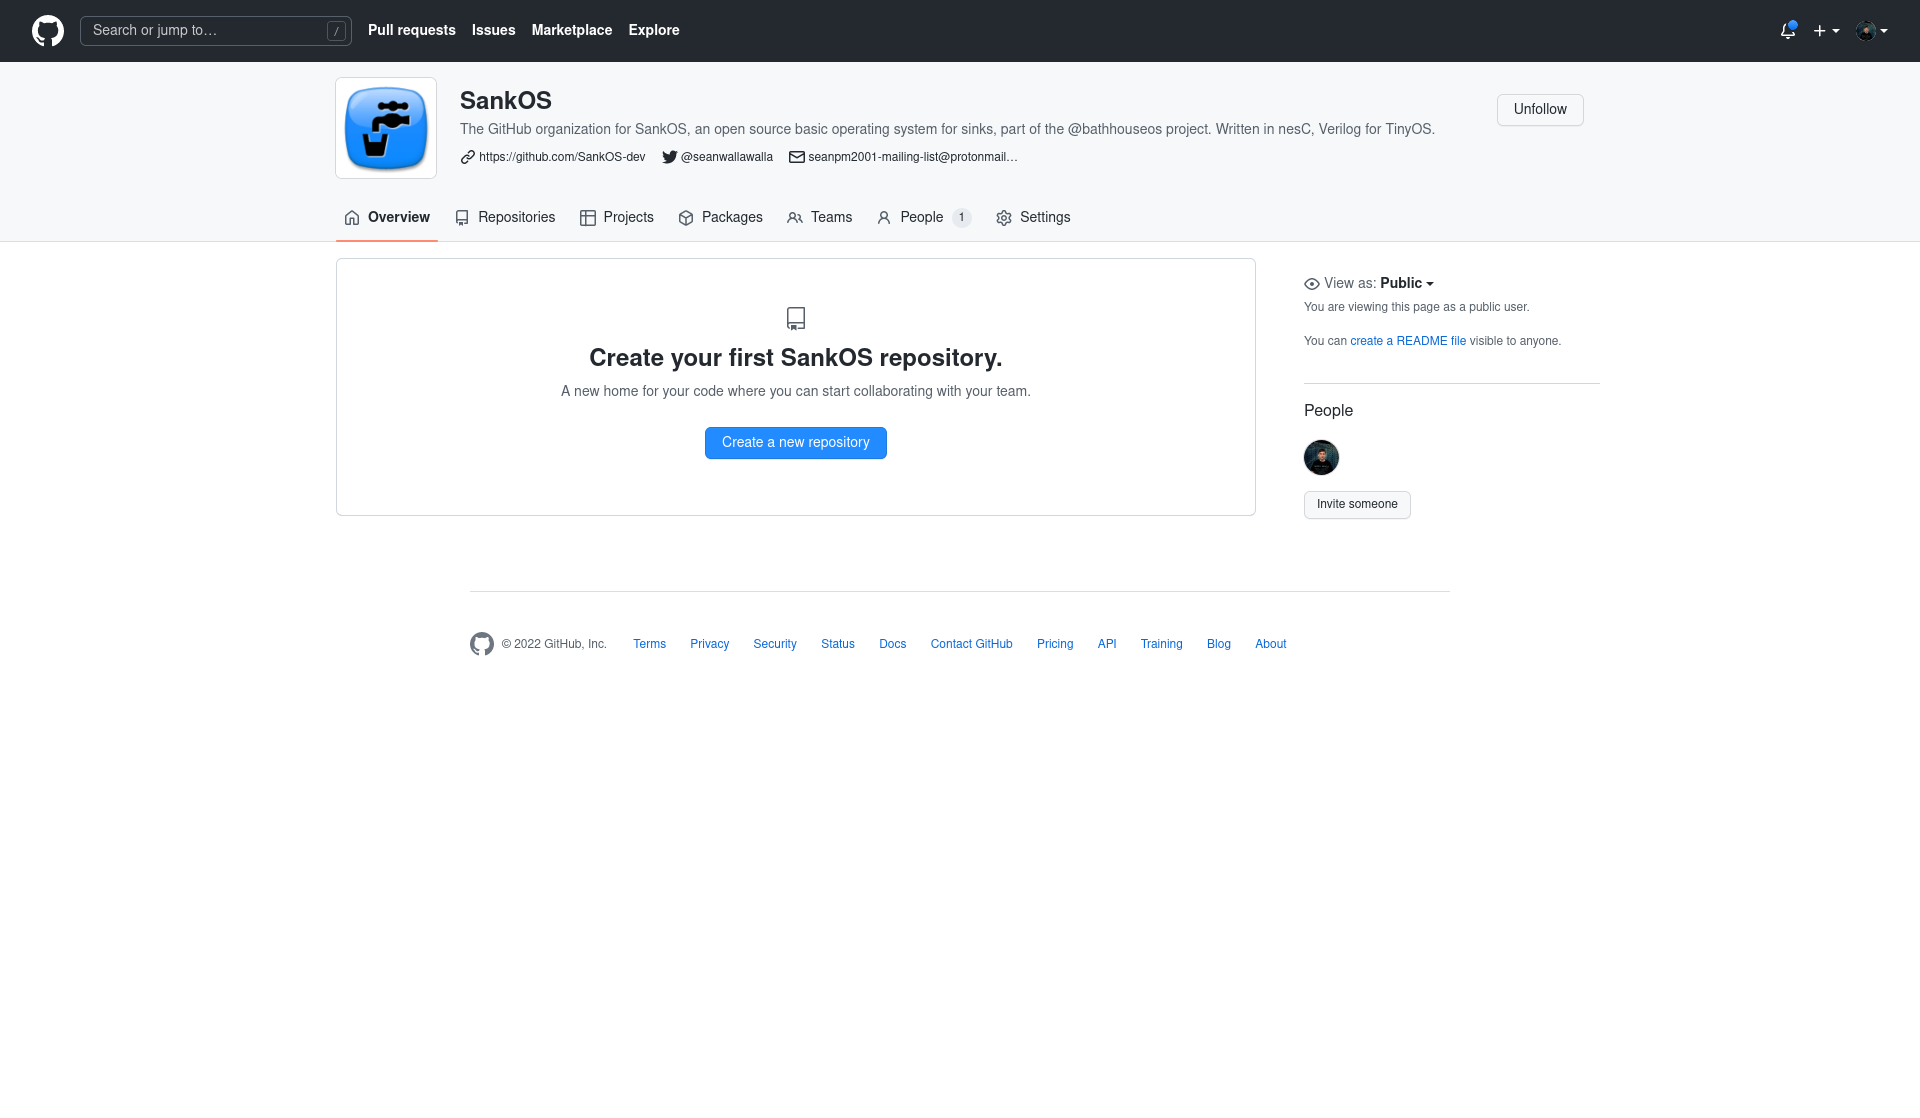 Search or jump to… /
Pull requests Issues Marketplace Explore
SankOS
The GitHub organization for SankOS, an open source basic operating system for sinks, part of the @bathhouseos project. Written in nesC, Verilog for TinyOS.
https://github.com/SankOS-dev @seanwallawalla seanpm2001-mailing-list@protonmail…
Unfollow
Overview Repositories Projects Packages Teams People 1 Settings
Create your first SankOS repository.
A new home for your code where you can start collaborating with your team.
Create a new repository
View as: Public
You are viewing this page as a public user.
You can create a README file visible to anyone.
People
Invite someone
© 2022 GitHub, Inc. Terms Privacy Security Status Docs Contact GitHub Pricing API Training Blog About